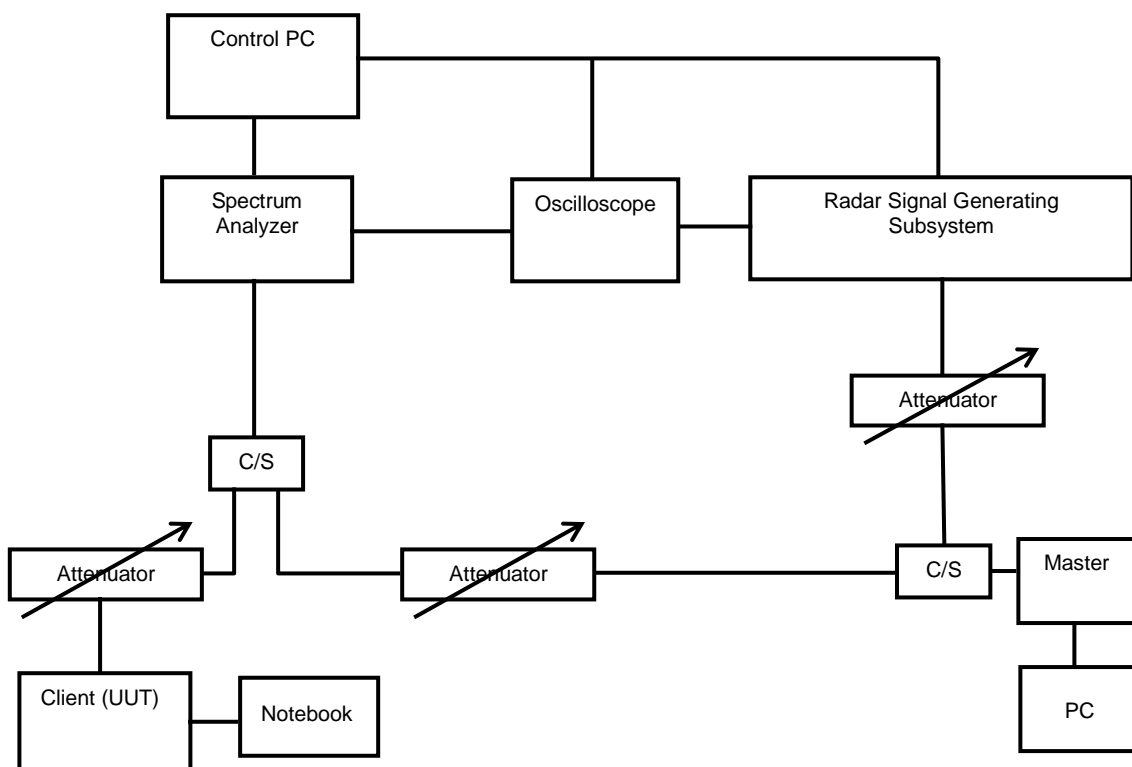 Control PC
Spectrum
Analyzer
Oscilloscope
Radar Signal Generating
Subsystem
Attenuator
C/S
Attenuator
Attenuator
C/S
Master
Client (UUT)
Notebook
PC